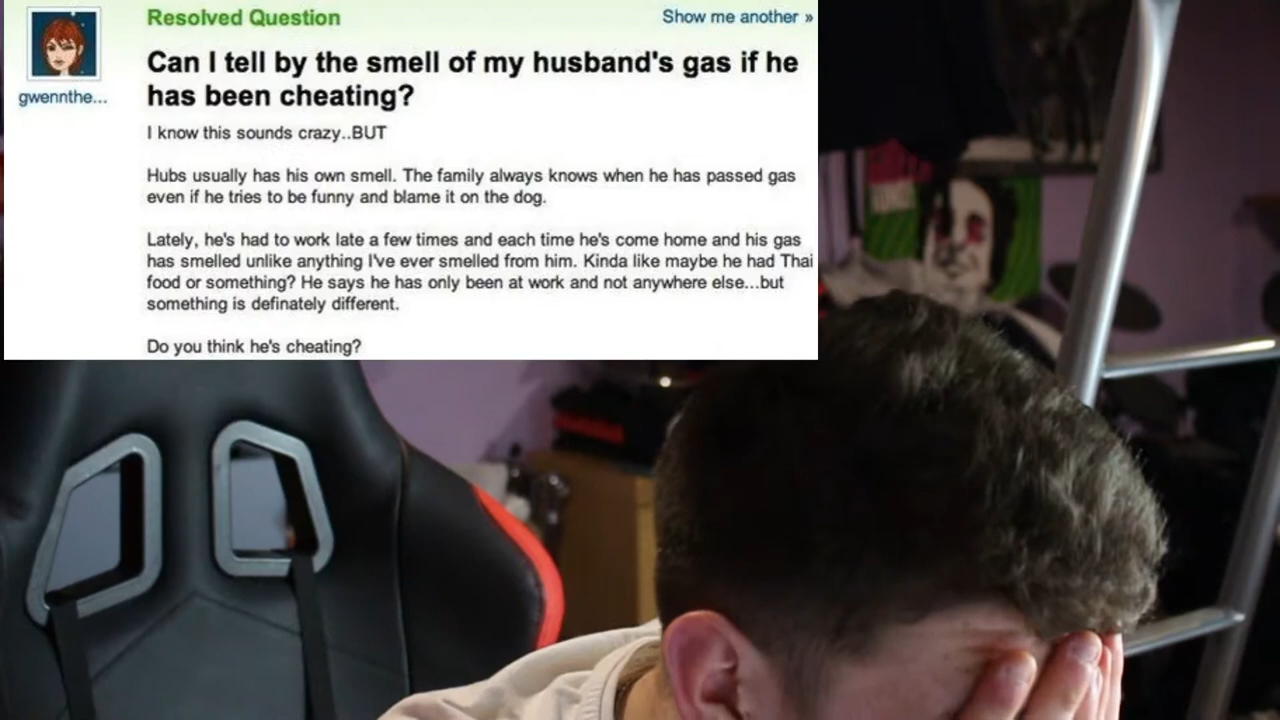 Resolved Question
Show me another »
gwennthe...
Can I tell by the smell of my husband's gas if he
has been cheating?
I know this sounds crazy..BUT
Hubs usually has his own smell. The family always knows when he has passed gas
even if he tries to be funny and blame it on the dog.
Lately, he's had to work late a few times and each time he's come home and his gas
has smelled unlike anything I've ever smelled from him. Kinda like maybe he had Thai
food or something? He says he has only been at work and not anywhere else...but
something is definately different.
Do you think he's cheating?